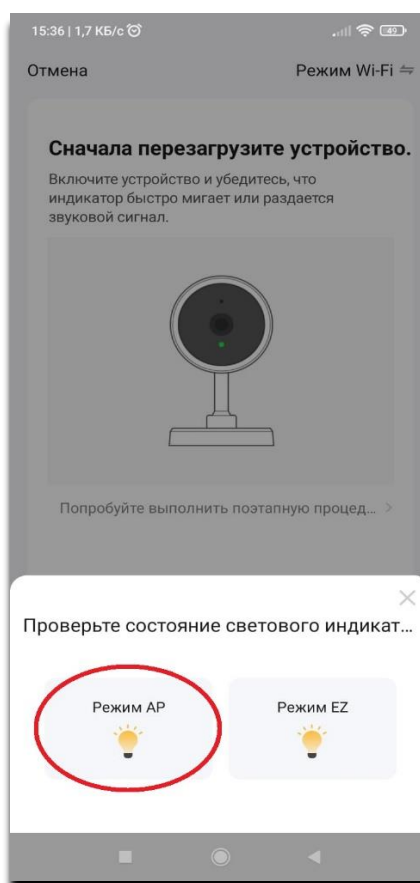 15:36 | 1,7 КБ/с
49
Отмена
Режим Wi-Fi
Сначала перезагрузите устройство.
Включите устройство и убедитесь, что
индикатор быстро мигает или раздается
звуковой сигнал.
Попробуйте выполнить поэтапную процед...
Проверьте состояние светового индикат...
Режим AP
Режим EZ